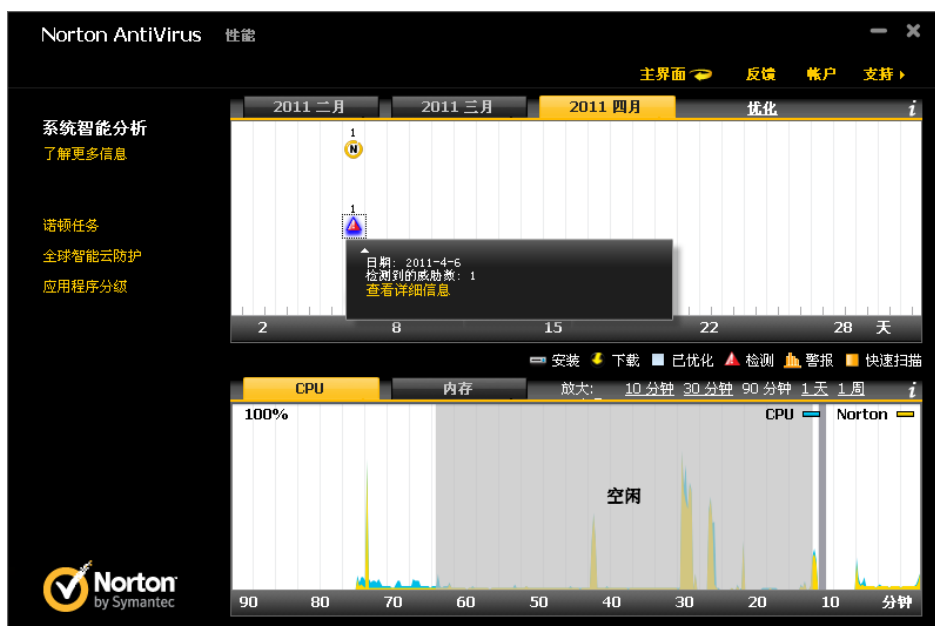 Norton AntiVirus 性能
主界面 反馈 帐户 支持
2011 二月 2011 三月 2011 四月 优化 i
系统智能分析
了解更多信息
1
N
1
诺顿任务
全球智能云防护
应用程序分级
日期: 2011-4-6
检测到的威胁数: 1
查看详细信息
2 8 15 22 28 天
安装 下载 已优化 检测 警报 快速扫描
CPU 内存 放大: 10 分钟 30 分钟 90 分钟 1 天 1 周 i
100% CPU Norton
空闲
90 80 70 60 50 40 30 20 10 分钟
Norton
by Symantec